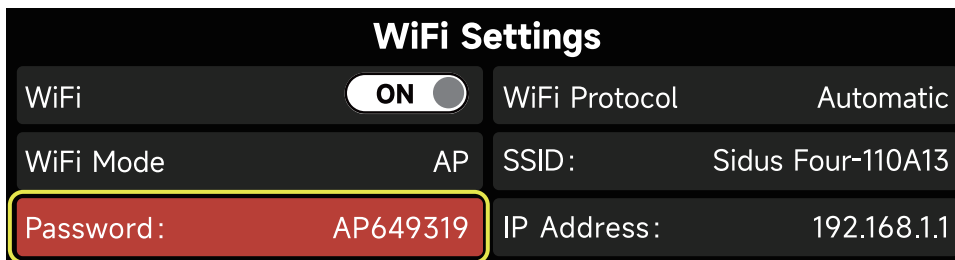 WiFi Settings
WiFi ON WiFi Protocol Automatic
WiFi Mode AP SSID: Sidus Four-110A13
Password: AP649319 IP Address: 192.168.1.1